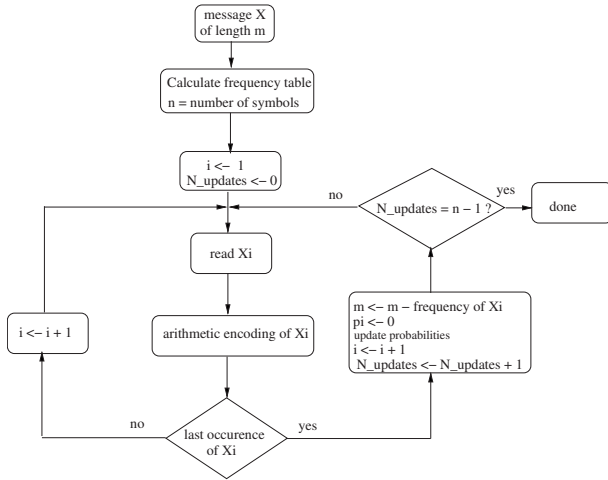 message X
of length m
Calculate frequency table
n = number of symbols
i <- 1
N_updates <- 0
no
N_updates = n - 1 ?
yes
done
read Xi
i <- i + 1
arithmetic encoding of Xi
m <- m - frequency of Xi
pi <- 0
update probabilities
i <- i + 1
N_updates <- N_updates + 1
no
last occurence
of Xi
yes